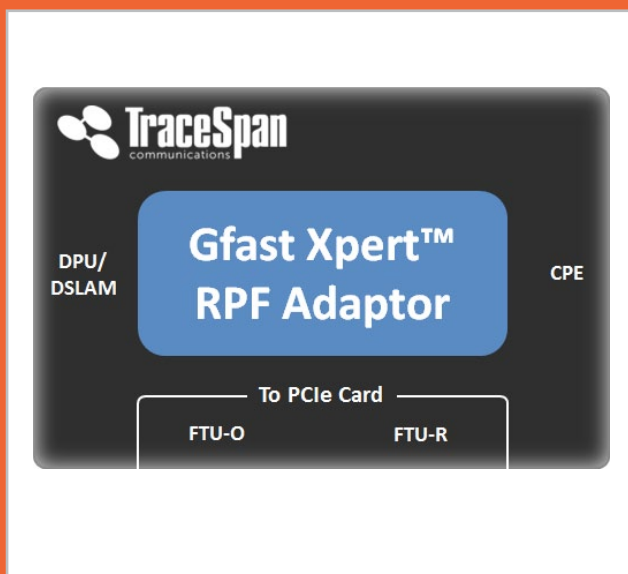 TraceSpan
communications
Gfast Xpert™
RPF Adaptor
DPU/
DSLAM
CPE
To PCIe Card
FTU-O
FTU-R